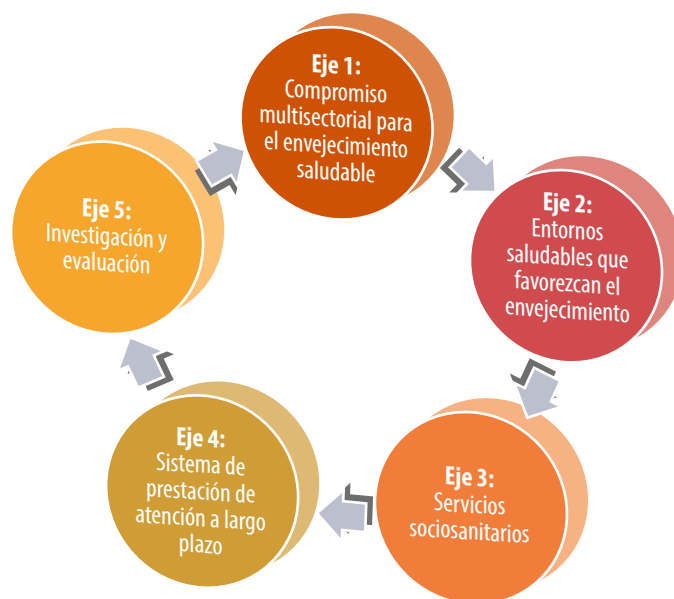 Eje 1:
Compromiso
multisectorial para
el envejecimiento
saludable
Eje 2:
Entornos
saludables que
favorezcan el
envejecimiento
Eje 3:
Servicios
sociosanitarios
Eje 4:
Sistema de
prestación de
atención a largo
plazo
Eje 5:
Investigación y
evaluación